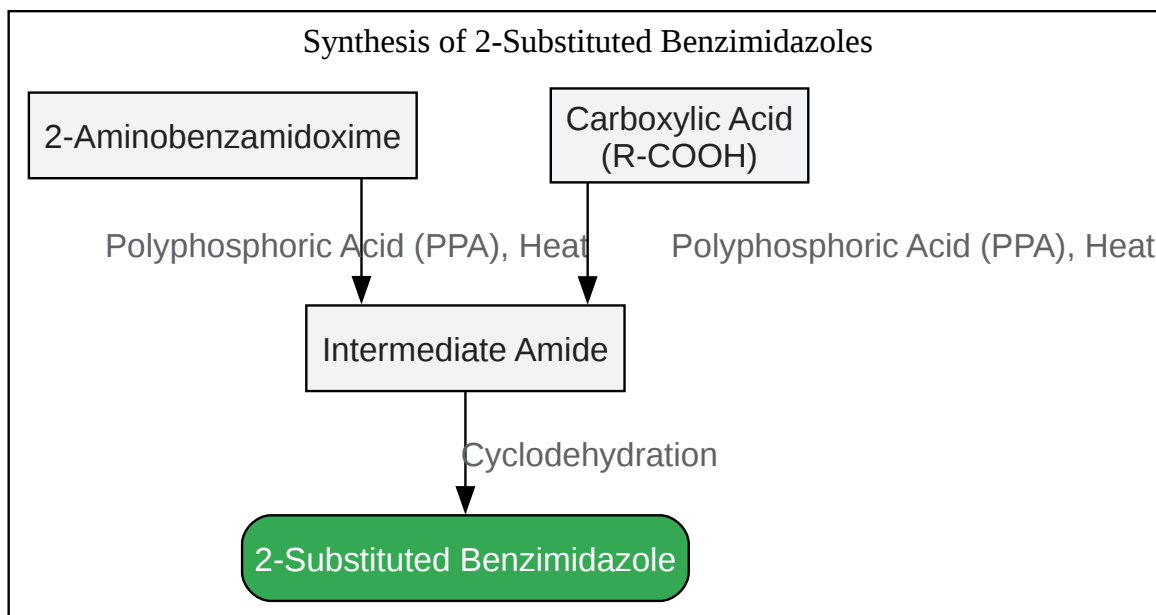 Synthesis of 2-Substituted Benzimidazoles
2-Aminobenzamidoxime
Carboxylic Acid
(R-COOH)
Polyphosphoric Acid (PPA), Heat
Polyphosphoric Acid (PPA), Heat
Intermediate Amide
Cyclodehydration
2-Substituted Benzimidazole